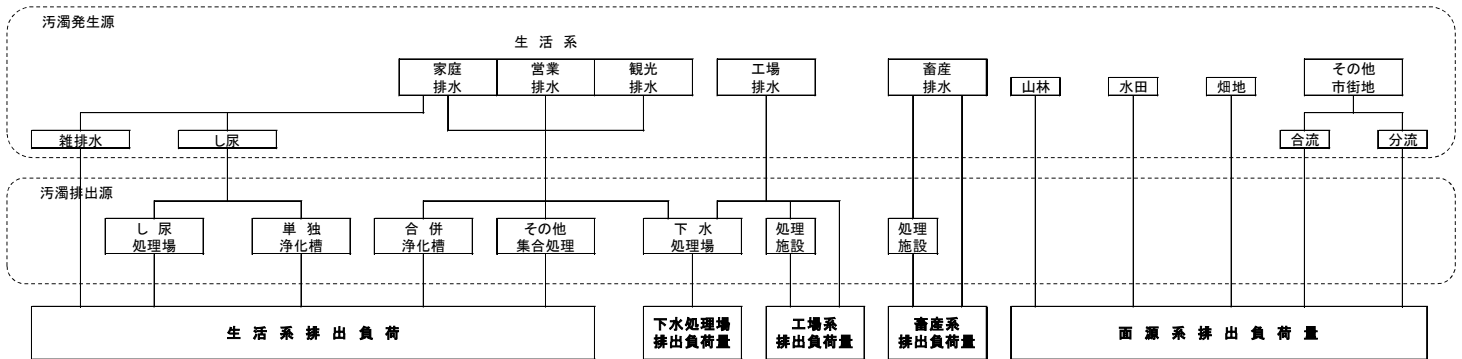 汚濁発生源
生 活 系
家庭
排水
営業
排水
観光
排水
工場
排水
畜産
排水
山林
水田
畑地
その他
市街地
雑排水
し尿
合流
分流
汚濁排出源
し 尿
処理場
単 独
浄化槽
合 併
浄化槽
その他
集合処理
下 水
処理場
処理
施設
処理
施設
生 活 系 排 出 負 荷
下水処理場
排出負荷量
工場系
排出負荷量
畜産系
排出負荷量
面 源 系 排 出 負 荷 量